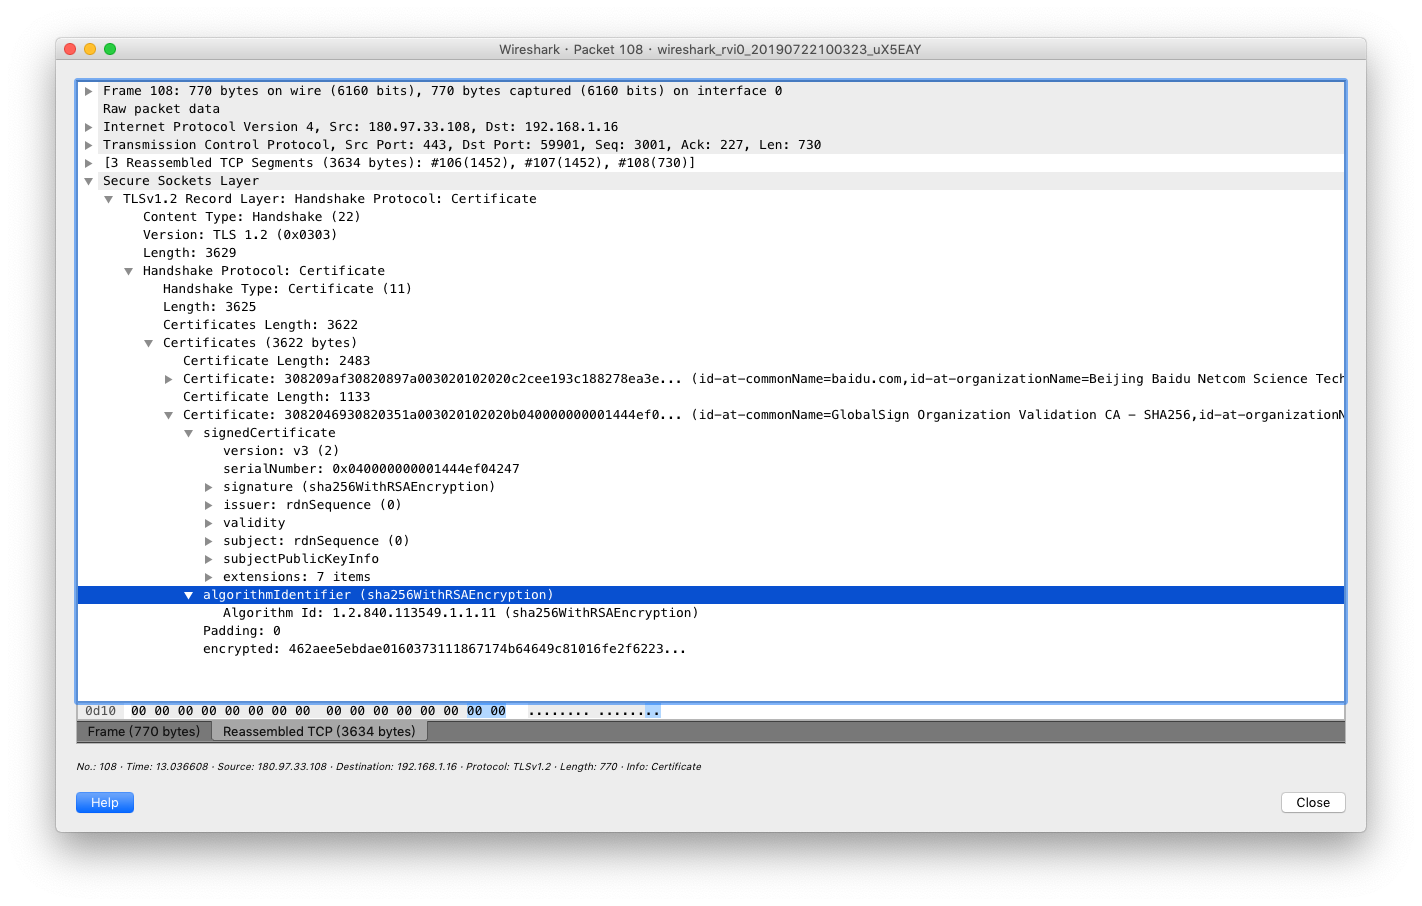 Wireshark · Packet 108 · wireshark_rvi0_20190722100323_uX5EAY
Frame 108: 770 bytes on wire (6160 bits), 770 bytes captured (6160 bits) on interface 0
Raw packet data
Internet Protocol Version 4, Src: 180.97.33.108, Dst: 192.168.1.16
Transmission Control Protocol, Src Port: 443, Dst Port: 59901, Seq: 3001, Ack: 227, Len: 730
[3 Reassembled TCP Segments (3634 bytes): #106(1452), #107(1452), #108(730)]
Secure Sockets Layer
TLSv1.2 Record Layer: Handshake Protocol: Certificate
Content Type: Handshake (22)
Version: TLS 1.2 (0x0303)
Length: 3629
Handshake Protocol: Certificate
Handshake Type: Certificate (11)
Length: 3625
Certificates Length: 3622
Certificates (3622 bytes)
Certificate Length: 2483
Certificate: 308209af30820897a003020102020c2cee193c188278ea3e... (id-at-commonName=baidu.com,id-at-organizationName=Beijing Baidu Netcom Science Tech
Certificate Length: 1133
Certificate: 3082046930820351a003020102020b040000000001444ef0... (id-at-commonName=GlobalSign Organization Validation CA - SHA256,id-at-organizationN
signedCertificate
version: v3 (2)
serialNumber: 0x040000000001444ef04247
signature (sha256WithRSAEncryption)
issuer: rdnSequence (0)
validity
subject: rdnSequence (0)
subjectPublicKeyInfo
extensions: 7 items
algorithmIdentifier (sha256WithRSAEncryption)
Algorithm Id: 1.2.840.113549.1.1.11 (sha256WithRSAEncryption)
Padding: 0
encrypted: 462aee5ebdae0160373111867174b64649c81016fe2f6223...
0d10 00 00 00 00 00 00 00 00 00 00 00 00 00 00 00 00 ........ ........
Frame (770 bytes) Reassembled TCP (3634 bytes)
No.: 108 · Time: 13.036608 · Source: 180.97.33.108 · Destination: 192.168.1.16 · Protocol: TLSv1.2 · Length: 770 · Info: Certificate
Help Close